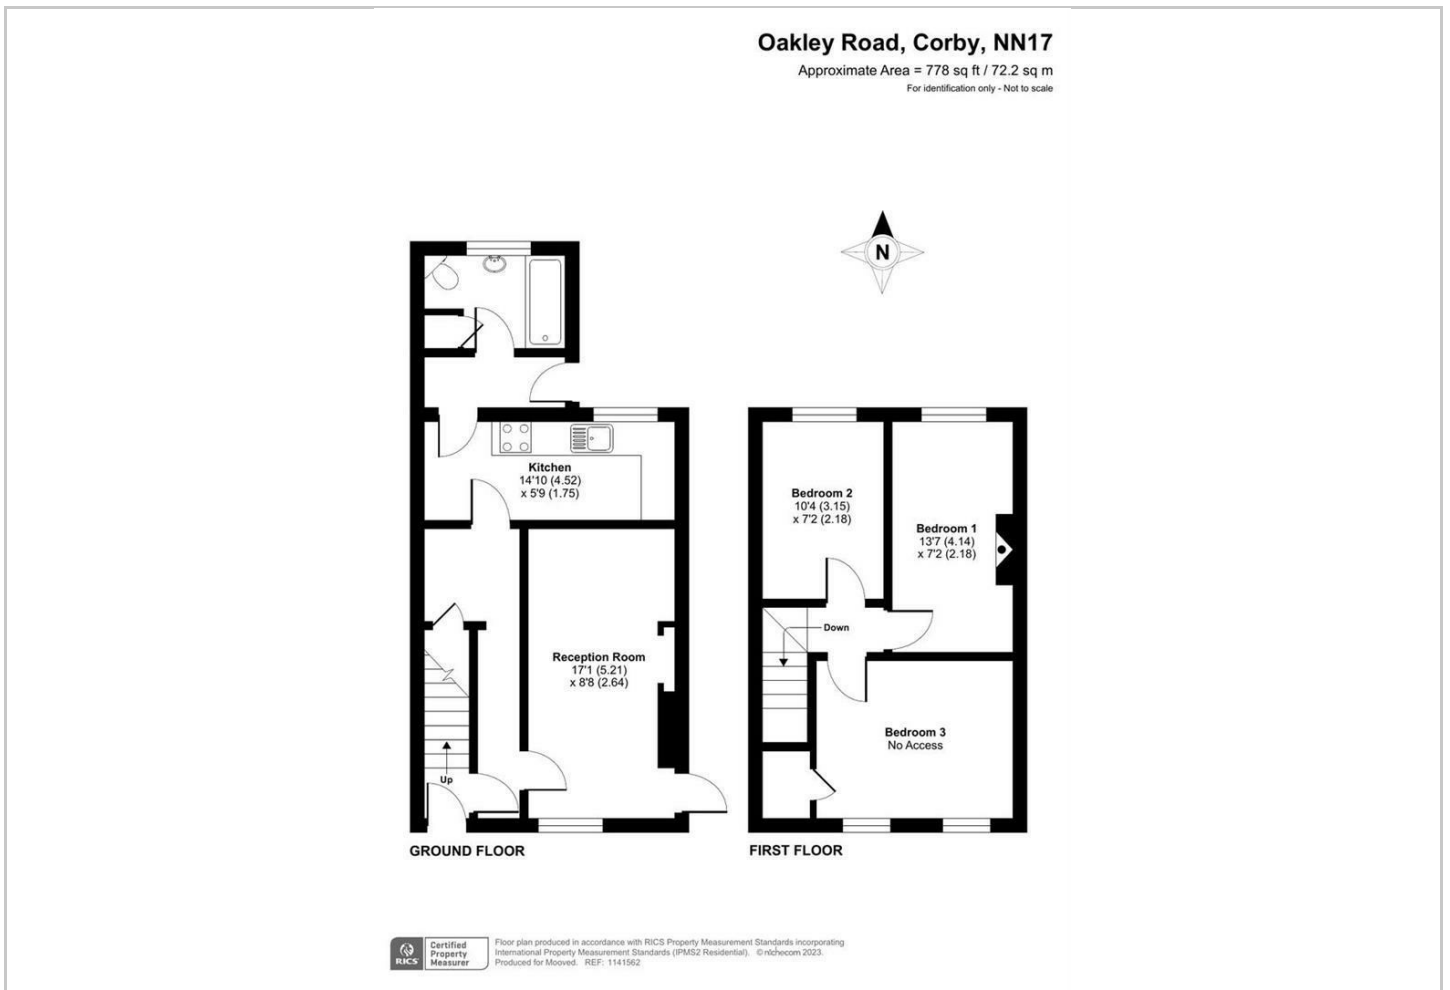 Oakley Road, Corby, NN17
Approximate Area = 778 sq ft / 72.2 sq m
For identification only - Not to scale
N
Kitchen
14'10 (4.52)
x 5'9 (1.75)
Reception Room
17'1 (5.21)
x 8'8 (2.64)
Up
GROUND FLOOR
Bedroom 2
10'4 (3.15)
x 7'2 (2.18)
Bedroom 1
13'7 (4.14)
x 7'2 (2.18)
Down
Bedroom 3
No Access
FIRST FLOOR
RICS
Certified
Property
Measurer
Floor plan produced in accordance with RICS Property Measurement Standards incorporating
International Property Measurement Standards (IPMS2 Residential). © nichecom 2023.
Produced for Mooved. REF: 1141562